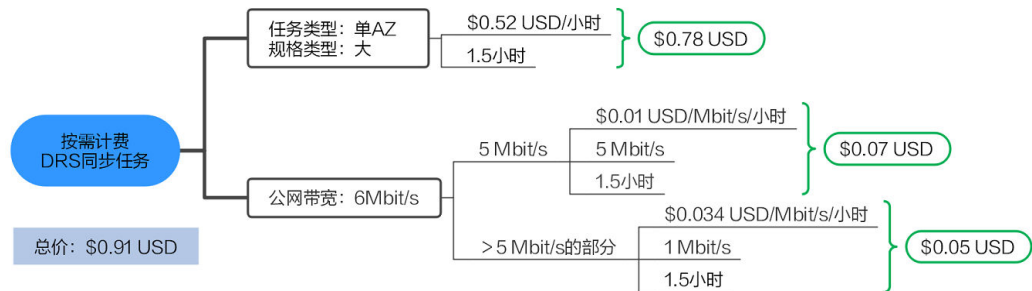 任务类型：单AZ
规格类型：大
$0.52 USD/小时
1.5小时
$0.78 USD
按需计费
DRS同步任务
公网带宽：6Mbit/s
5 Mbit/s
$0.01 USD/Mbit/s/小时
5 Mbit/s
1.5小时
$0.07 USD
>5 Mbit/s的部分
$0.034 USD/Mbit/s/小时
1 Mbit/s
1.5小时
$0.05 USD
总价：$0.91 USD